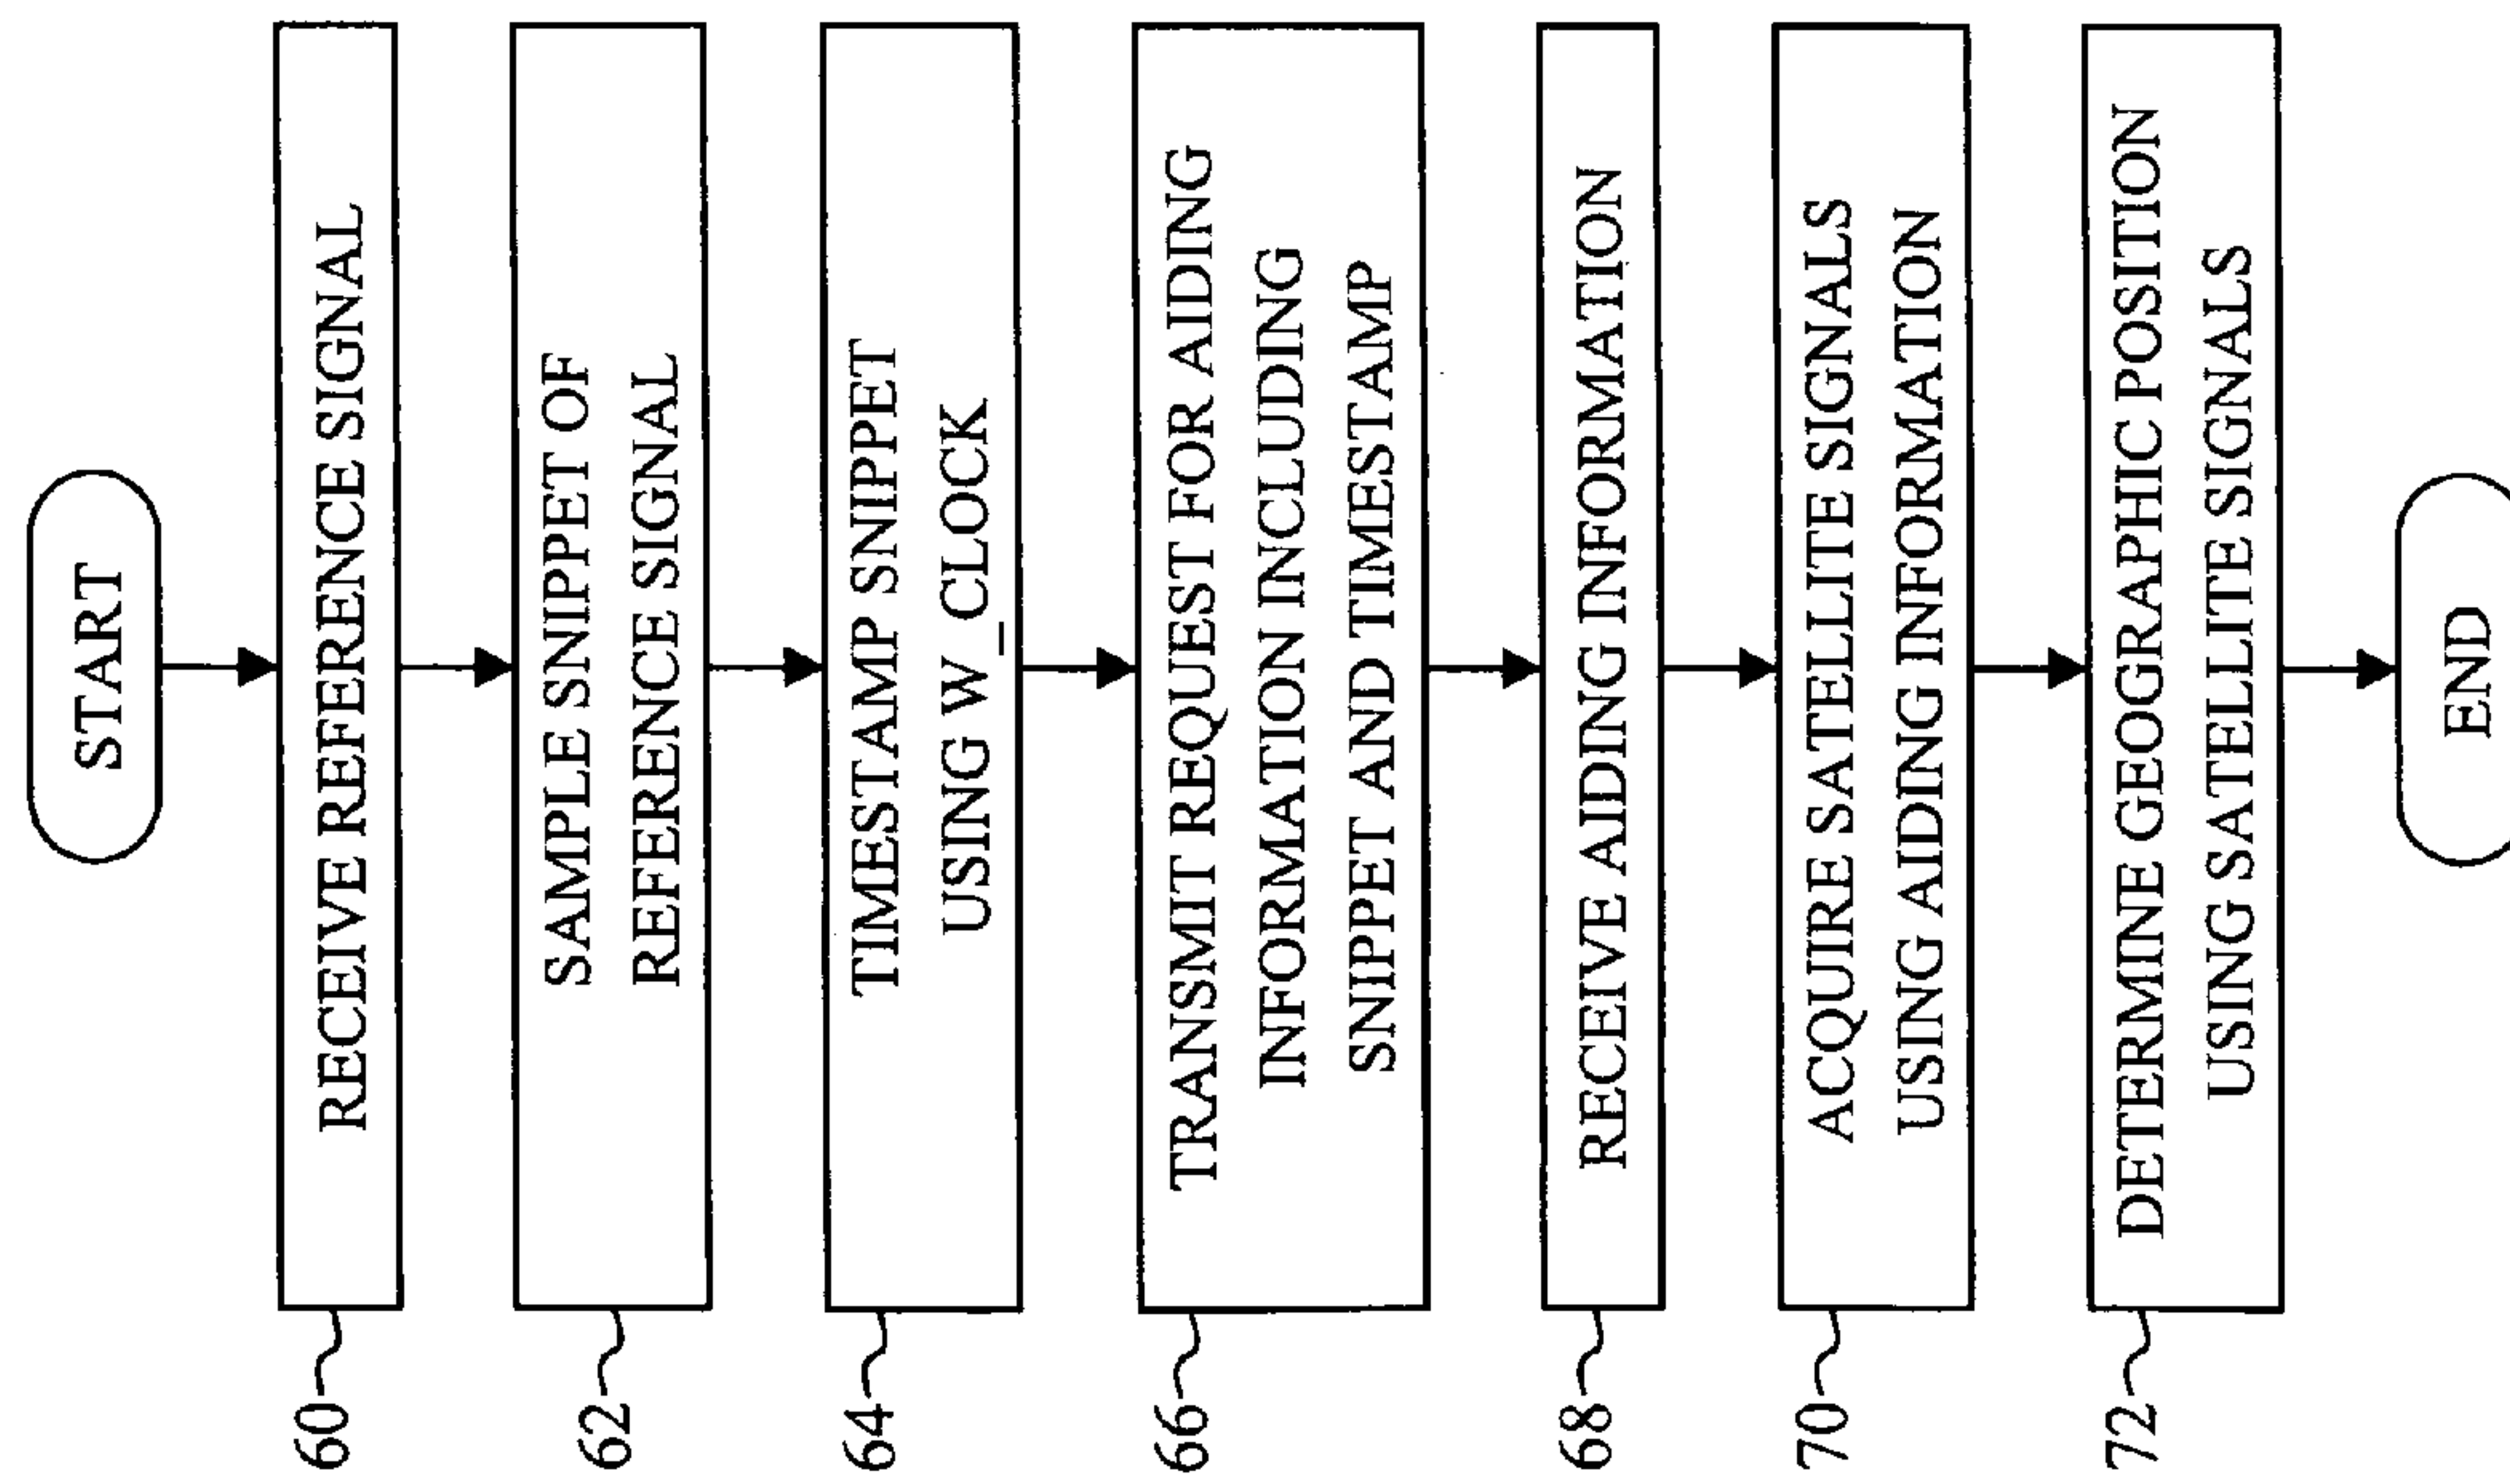 START
60
RECEIVE REFERENCE SIGNAL
62
SAMPLE SNIPPET OF
REFERENCE SIGNAL
64
TIMESTAMP SNIPPET
USING W_CLOCK
66
TRANSMIT REQUEST FOR AIDING
INFORMATION INCLUDING
SNIPPET AND TIMESTAMP
68
RECEIVE AIDING INFORMATION
70
ACQUIRE SATELLITE SIGNALS
USING AIDING INFORMATION
72
DETERMINE GEOGRAPHIC POSITION
USING SATELLITE SIGNALS
END